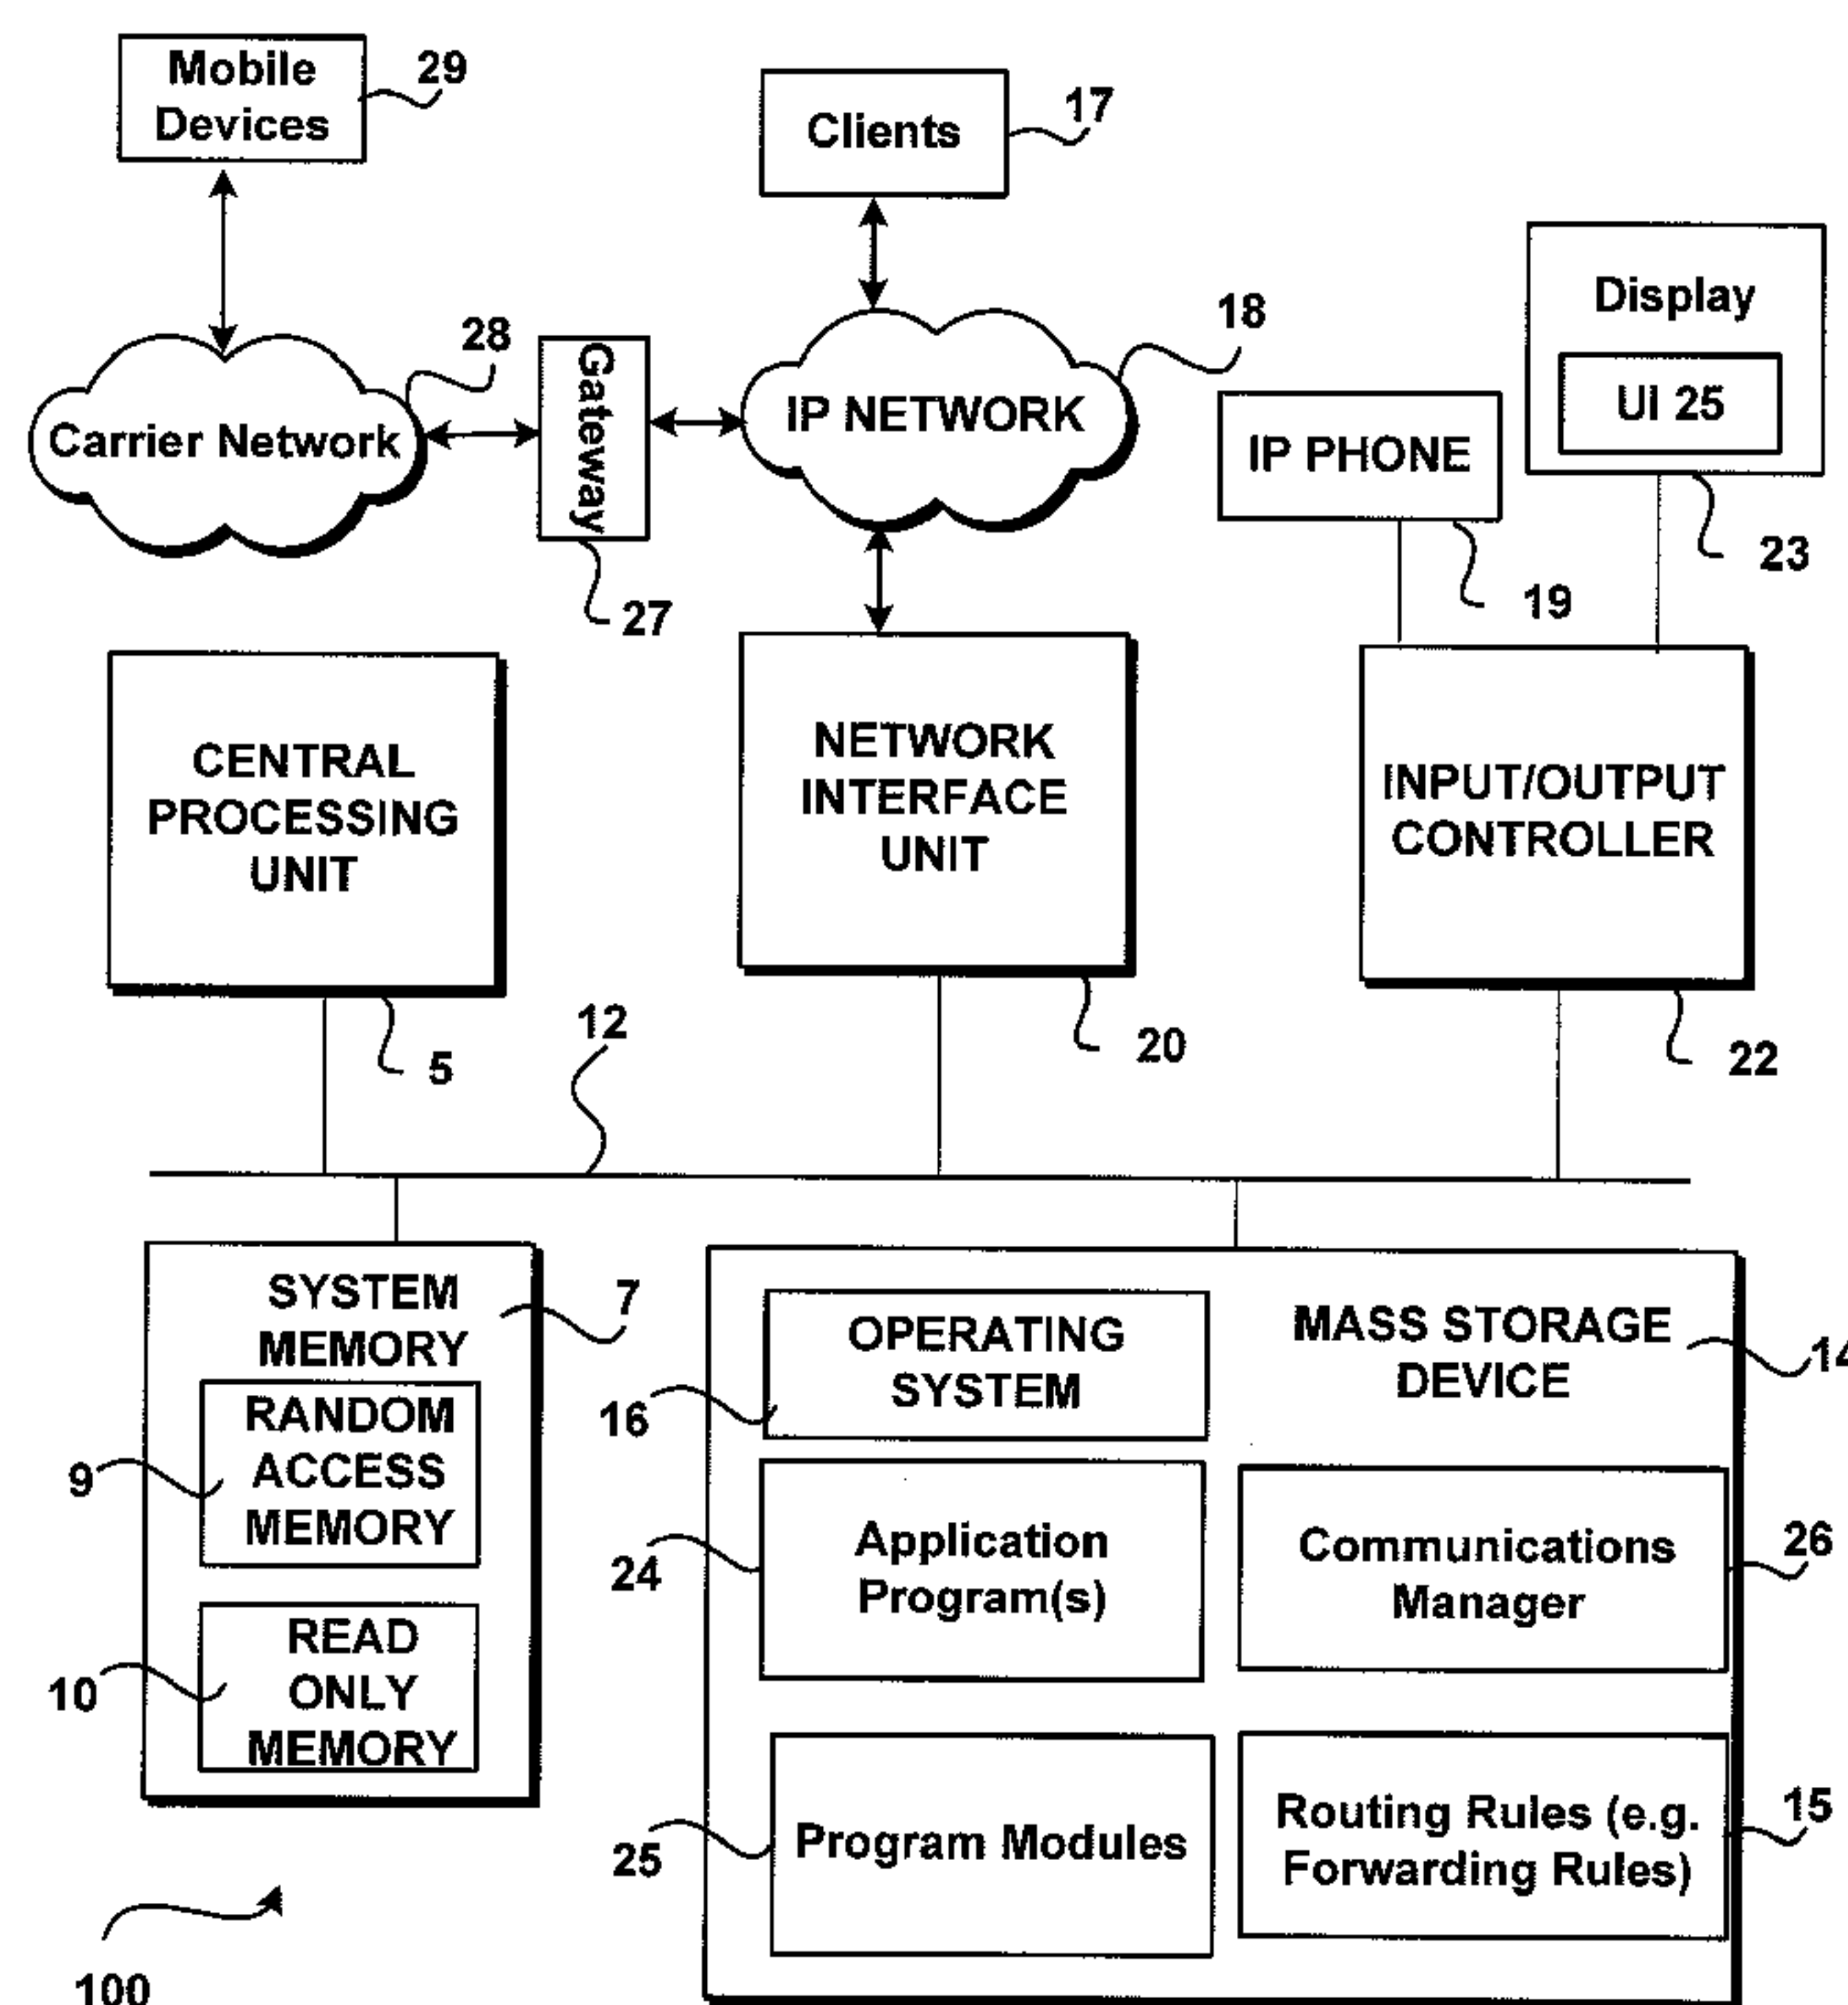 Mobile
Devices
29
Clients
17
Display
UI 25
23
28
Carrier Network
Gateway
27
IP NETWORK
18
IP PHONE
19
CENTRAL
PROCESSING
UNIT
5
NETWORK
INTERFACE
UNIT
20
INPUT/OUTPUT
CONTROLLER
22
12
SYSTEM
MEMORY
7
RANDOM
ACCESS
MEMORY
9
READ
ONLY
MEMORY
10
MASS STORAGE
DEVICE
14
OPERATING
SYSTEM
16
Application
Program(s)
24
Communications
Manager
26
Program Modules
25
Routing Rules (e.g.
Forwarding Rules)
15
100